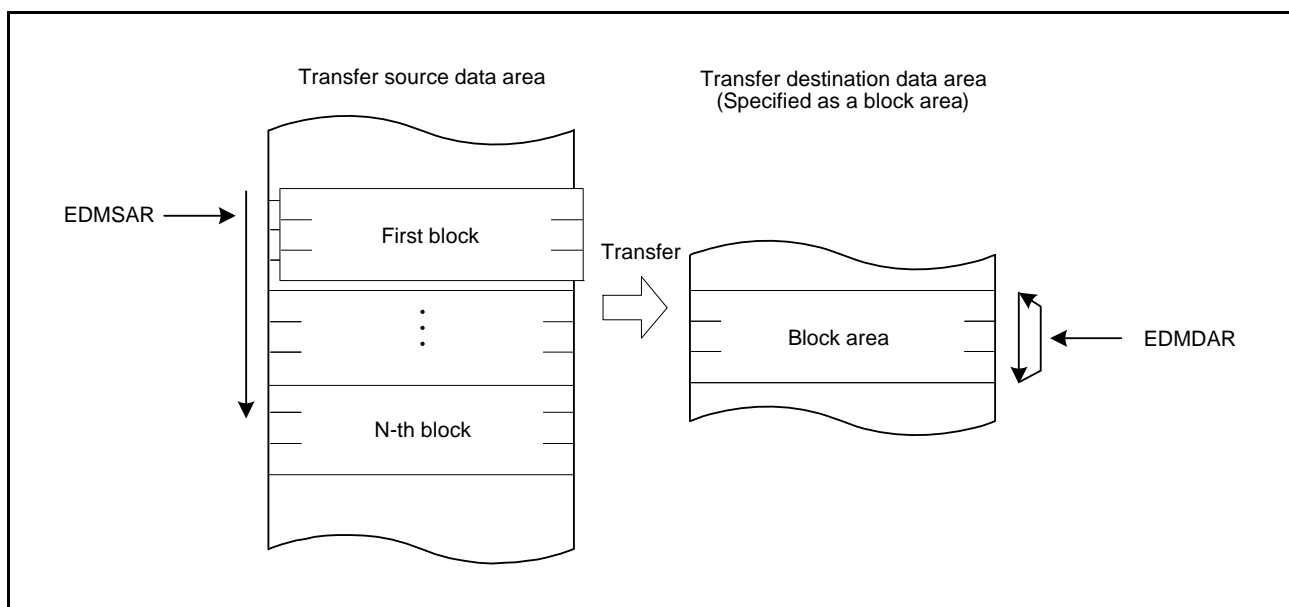 Transfer source data area
Transfer destination data area
(Specified as a block area)
EDMSAR
First block
Transfer
Block area
EDMDAR
N-th block